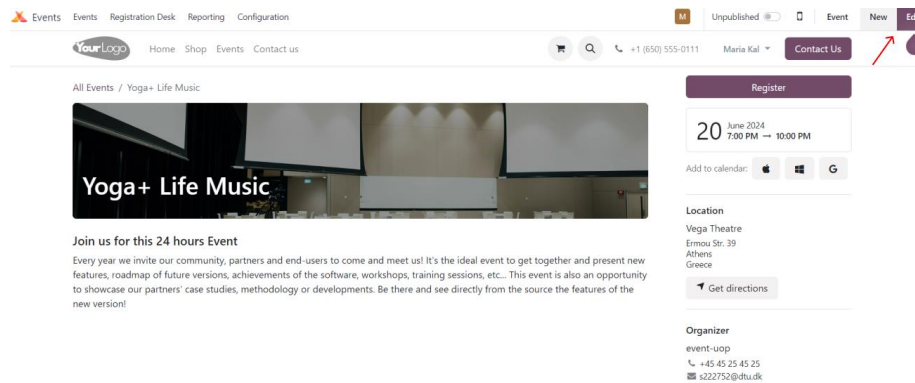 Events Events Registration Desk Reporting Configuration
M Unpublished Event New Ed
YourLogo Home Shop Events Contact us +1 (650) 555-0111 Maria Kal Contact Us
All Events / Yoga+ Life Music
Register
20 June 2024
7:00 PM → 10:00 PM
Yoga+ Life Music
Add to calendar: G
Join us for this 24 hours Event
Every year we invite our community, partners and end-users to come and meet us! It's the ideal event to get together and present new
features, roadmap of future versions, achievements of the software, workshops, training sessions, etc... This event is also an opportunity
to showcase our partners' case studies, methodology or developments. Be there and see directly from the source the features of the
new version!
Location
Vega Theatre
Ermou Str. 39
Athens
Greece
Get directions
Organizer
event-uop
+45 45 25 45 25
s222752@dtu.dk